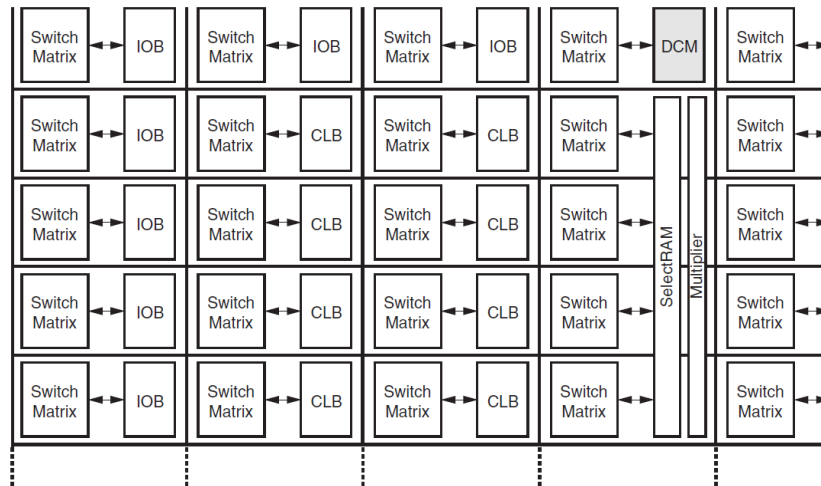 Switch
Matrix
IOB
Switch
Matrix
IOB
Switch
Matrix
IOB
Switch
Matrix
DCM
Switch
Matrix
Switch
Matrix
IOB
Switch
Matrix
CLB
Switch
Matrix
CLB
Switch
Matrix
Switch
Matrix
Switch
Matrix
IOB
Switch
Matrix
CLB
Switch
Matrix
CLB
Switch
Matrix
SelectRAM
Multiplier
Switch
Matrix
Switch
Matrix
IOB
Switch
Matrix
CLB
Switch
Matrix
CLB
Switch
Matrix
Switch
Matrix
Switch
Matrix
IOB
Switch
Matrix
CLB
Switch
Matrix
CLB
Switch
Matrix
Switch
Matrix